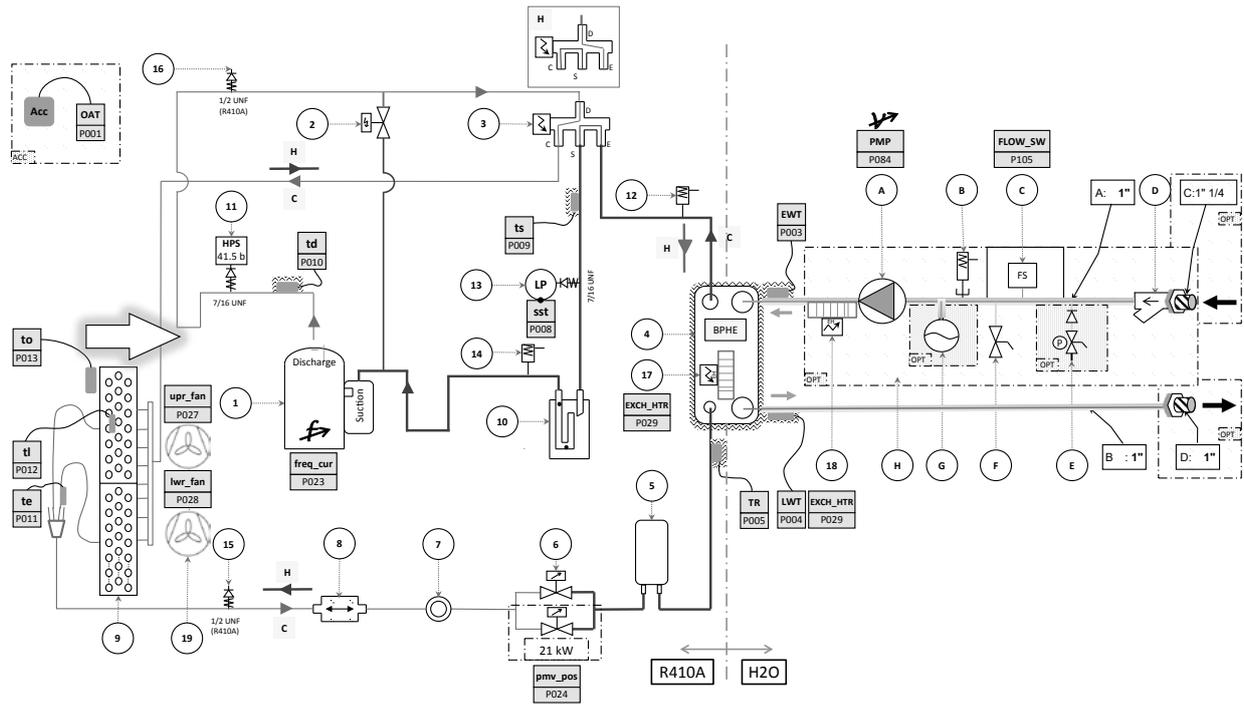 H
D
C
S
E
16
1/2 UNF
(R410A)
Acc
OAT
P001
ACC
2
3
D
C
S
E
H
C
11
HPS
41.5 b
7/16 UNF
td
P010
ts
P009
12
H
C
13
LP
7/16 UNF
sst
P008
14
PMP
P084
FLOW_SW
P105
A
B
C
A: 1"
D
C:1" 1/4
OPT
EWT
P003
FS
OPT
P
OPT
OPT
to
P013
Discharge
Suction
1
freq_cur
P023
10
4
BPHE
17
EXCH_HTR
P029
upr_fan
P027
tl
P012
lwr_fan
P028
te
P011
18
H
G
F
E
B : 1"
D: 1"
OPT
TR
P005
LWT
P004
EXCH_HTR
P029
5
15
8
7
6
H
C
1/2 UNF
(R410A)
9
19
21 kW
pmv_pos
P024
R410A
H2O